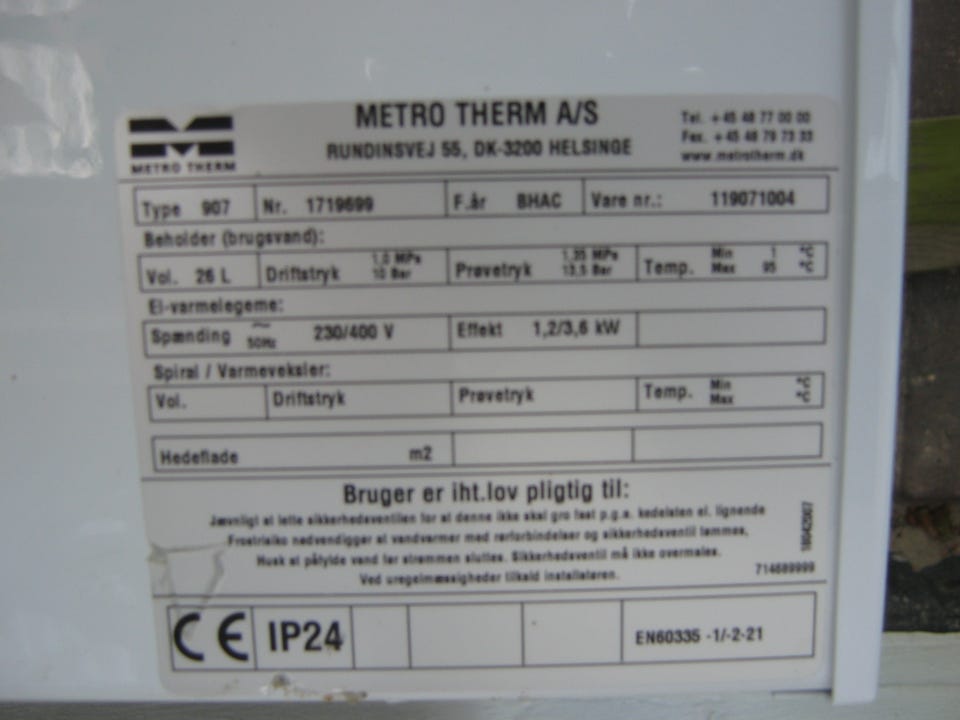 METRO THERM
METRO THERM A/S
RUNDINSVEJ 55, DK-3200 HELSINGE
Tel. +45 48 77 00 00
Fax. +45 48 79 73 33
www.metrotherm.dk
Type 907 Nr. 1719699 F.år BHAC Vare nr.: 119071004
Beholder (brugsvand):
Vol. 26 L Driftstryk 1,0 MPa 10 Bar Prøvetryk 1,35 MPa 13,5 Bar Temp. Min 1 °C Max 95 °C
El-varmelegeme:
Spænding ~ 50Hz 230/400 V Effekt 1,2/3,6 kW
Spiral / Varmeveksler:
Vol. Driftstryk Prøvetryk Temp. Min °C Max °C
Hedeflade m2
Bruger er iht.lov pligtig til:
Jævnligt at lette sikkerhedsventilen for at denne ikke skal gro fast p.g.a. kedelsten el. lignende
Frostrisiko nødvendigger at vandvarmer med rørforbindelser og sikkerhedsventil tømmes,
Husk at påfylde vand før strømmen sluttes. Sikkerhedsventil må ikke overmales.
Ved uregelmæssigheder tilkald installatøren.
18042007
714689999
CE IP24 EN60335 -1/-2-21